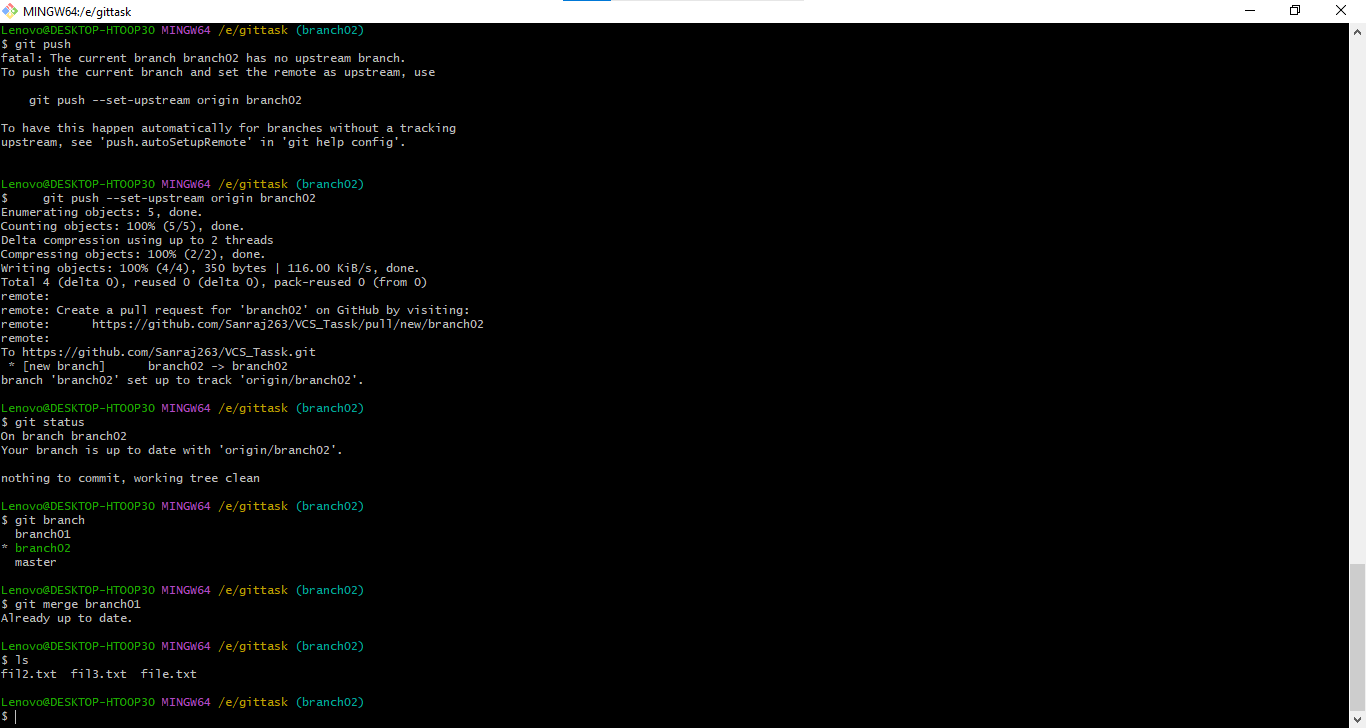 MINGW64:/e/gittask
Lenovo@DESKTOP-HTOOP3O MINGW64 /e/gittask (branch02)
$ git push
fatal: The current branch branch02 has no upstream branch.
To push the current branch and set the remote as upstream, use

    git push --set-upstream origin branch02

To have this happen automatically for branches without a tracking
upstream, see 'push.autoSetupRemote' in 'git help config'.

Lenovo@DESKTOP-HTOOP3O MINGW64 /e/gittask (branch02)
$     git push --set-upstream origin branch02
Enumerating objects: 5, done.
Counting objects: 100% (5/5), done.
Delta compression using up to 2 threads
Compressing objects: 100% (2/2), done.
Writing objects: 100% (4/4), 350 bytes | 116.00 KiB/s, done.
Total 4 (delta 0), reused 0 (delta 0), pack-reused 0 (from 0)
remote:
remote: Create a pull request for 'branch02' on GitHub by visiting:
remote:      https://github.com/Sanraj263/VCS_Tassk/pull/new/branch02
remote:
To https://github.com/Sanraj263/VCS_Tassk.git
 * [new branch]      branch02 -> branch02
branch 'branch02' set up to track 'origin/branch02'.

Lenovo@DESKTOP-HTOOP3O MINGW64 /e/gittask (branch02)
$ git status
On branch branch02
Your branch is up to date with 'origin/branch02'.

nothing to commit, working tree clean

Lenovo@DESKTOP-HTOOP3O MINGW64 /e/gittask (branch02)
$ git branch
  branch01
* branch02
  master

Lenovo@DESKTOP-HTOOP3O MINGW64 /e/gittask (branch02)
$ git merge branch01
Already up to date.

Lenovo@DESKTOP-HTOOP3O MINGW64 /e/gittask (branch02)
$ ls
fil2.txt  fil3.txt  file.txt

Lenovo@DESKTOP-HTOOP3O MINGW64 /e/gittask (branch02)
$